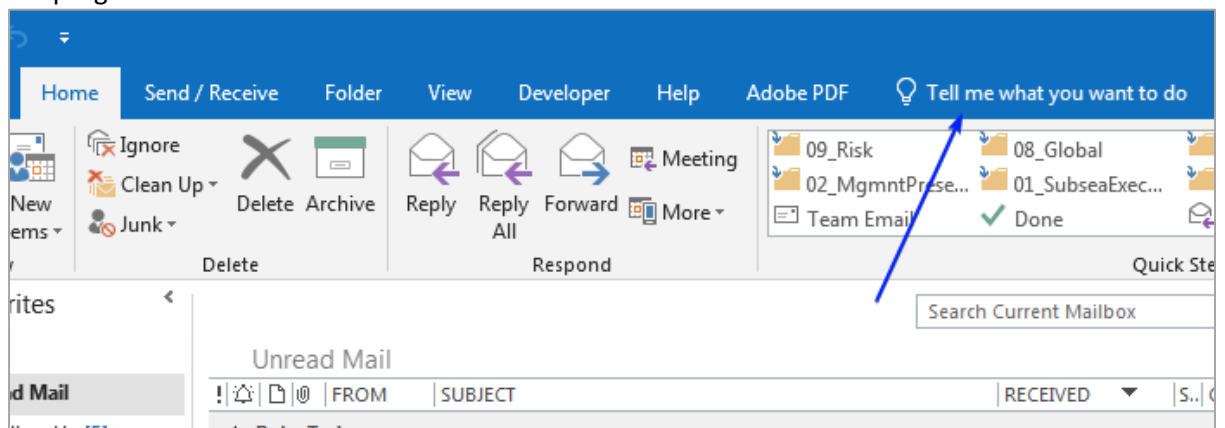 Home Send / Receive Folder View Developer Help Adobe PDF Tell me what you want to do
Ignore
Clean Up
Junk
New
Delete Archive
Reply Reply All Forward
Meeting
More
09_Risk 08_Global
02_MgmntPrese... 01_SubseaExec...
Team Email Done
Delete Respond
Search Current Mailbox
Unread Mail
! FROM SUBJECT RECEIVED S..